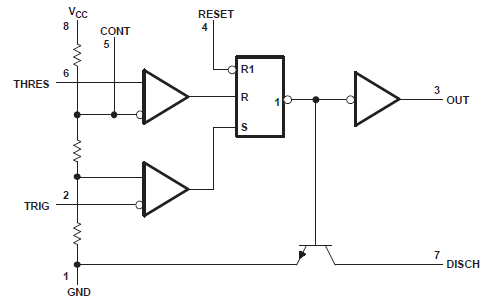 VCC
8
CONT
5
RESET
4
6
THRES
R1
R
1
S
3
OUT
2
TRIG
7
DISCH
1
GND